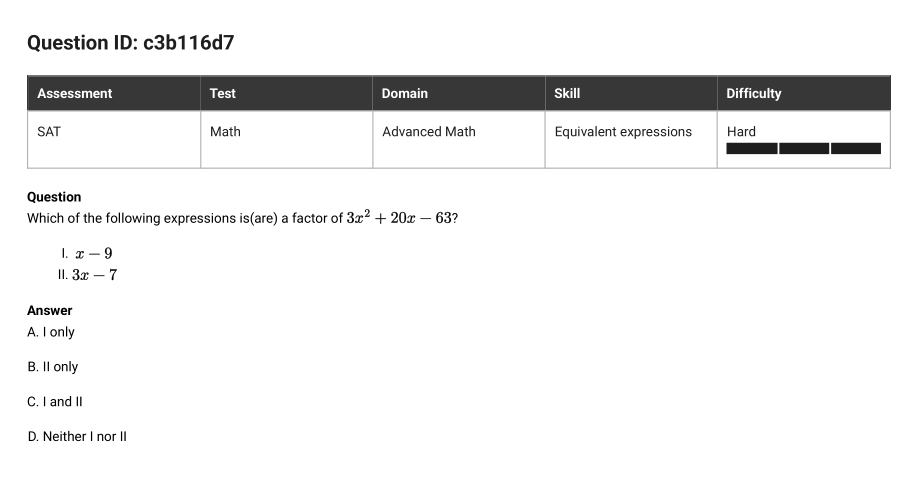 Question ID: c3b116d7
Assessment Test Domain Skill Difficulty
SAT Math Advanced Math Equivalent expressions Hard
Question
Which of the following expressions is(are) a factor of 3x² + 20x − 63?
I. x − 9
II. 3x − 7
Answer
A. I only
B. II only
C. I and II
D. Neither I nor II